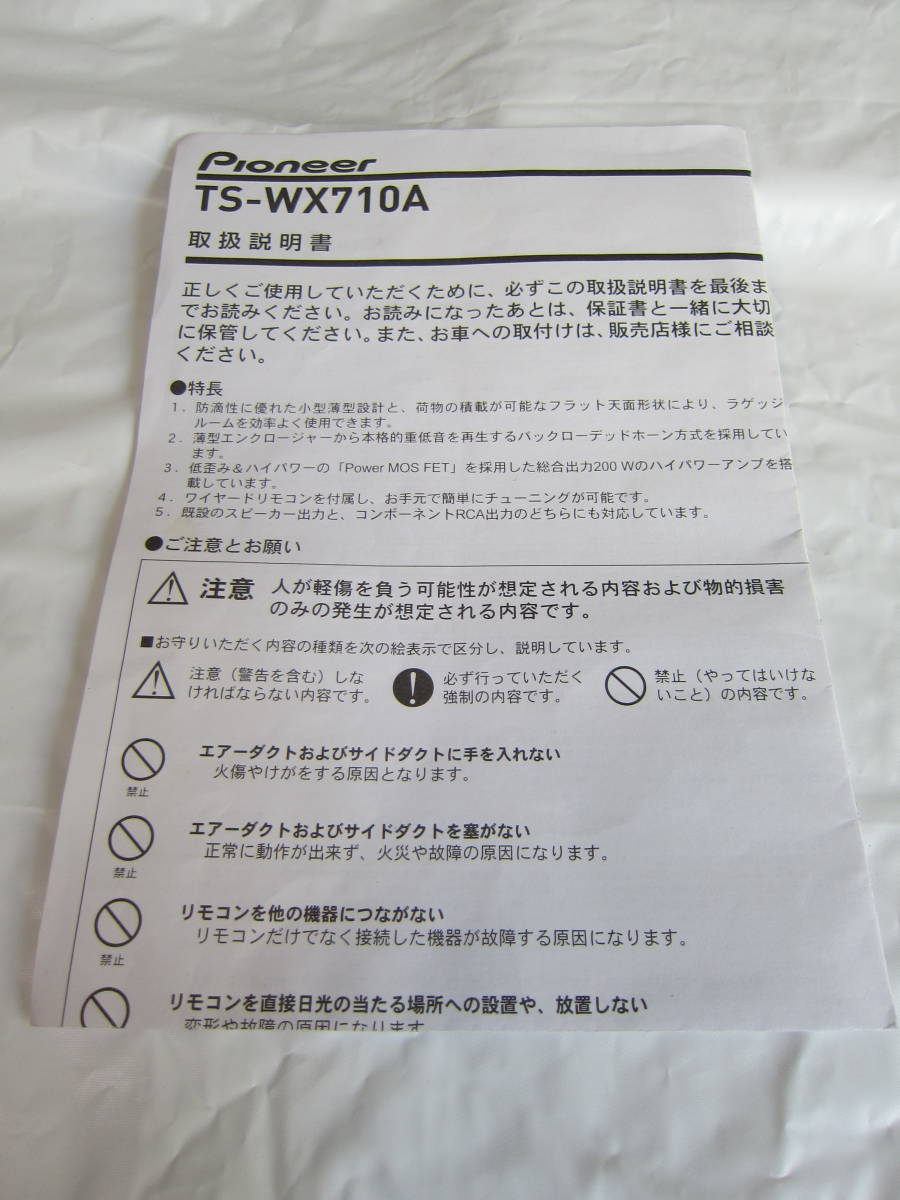 Pioneer
TS-WX710A
取扱説明書
正しくご使用していただくために、必ずこの取扱説明書を最後ま
でお読みください。お読みになったあとは、保証書と一緒に大切
に保管してください。また、お車への取付けは、販売店様にご相談
ください。
●特長
1. 防滴性に優れた小型薄型設計と、荷物の積載が可能なフラット天面形状により、ラゲッジ
ルームを効率よく使用できます。
2. 薄型エンクロージャーから本格的重低音を再生するバックローデッドホーン方式を採用してい
ます。
3. 低歪み＆ハイパワーの「Power MOS FET」を採用した総合出力200 Wのハイパワーアンプを搭
載しています。
4. ワイヤードリモコンを付属し、お手元で簡単にチューニングが可能です。
5. 既設のスピーカー出力と、コンポーネントRCA出力のどちらにも対応しています。
●ご注意とお願い
注意 人が軽傷を負う可能性が想定される内容および物的損害
のみの発生が想定される内容です。
■お守りいただく内容の種類を次の絵表示で区分し、説明しています。
注意（警告を含む）しな
ければならない内容です。
必ず行っていただく
強制の内容です。
禁止（やってはいけな
いこと）の内容です。
エアーダクトおよびサイドダクトに手を入れない
火傷やけがをする原因となります。
禁止
エアーダクトおよびサイドダクトを塞がない
正常に動作が出来ず、火災や故障の原因になります。
禁止
リモコンを他の機器につながない
リモコンだけでなく接続した機器が故障する原因になります。
禁止
リモコンを直接日光の当たる場所への設置や、放置しない
変形や故障の原因になります